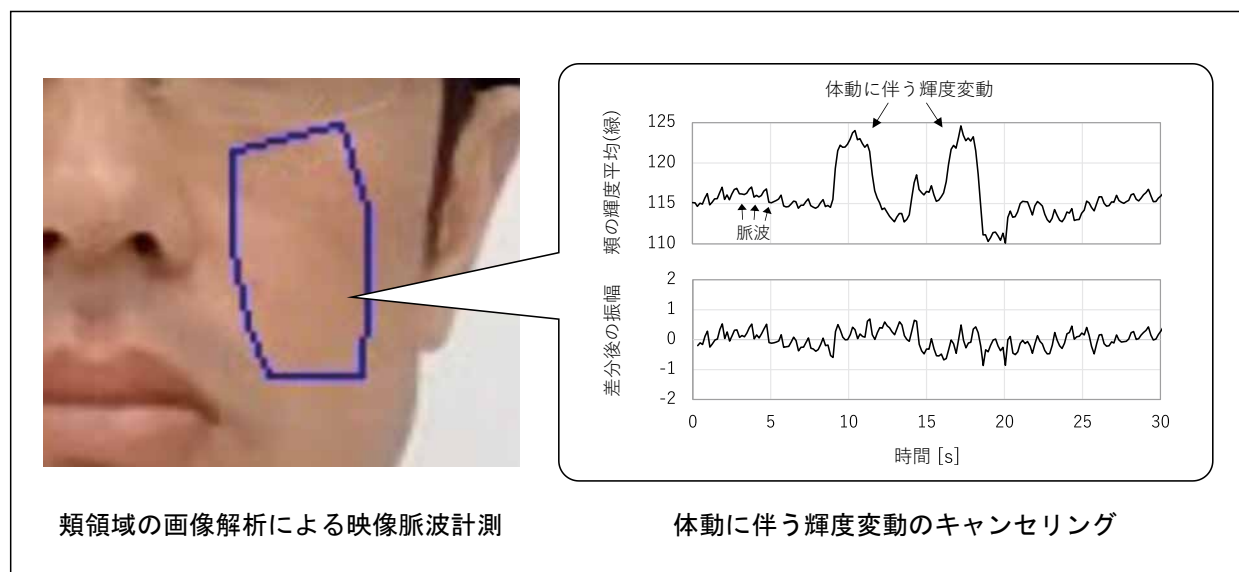 体動に伴う輝度変動
頬の輝度平均(緑)
125
120
115
110
脈波
差分後の振幅
2
1
0
-1
-2
0 5 10 15 20 25 30
時間 [s]
頬領域の画像解析による映像脈波計測
体動に伴う輝度変動のキャンセリング